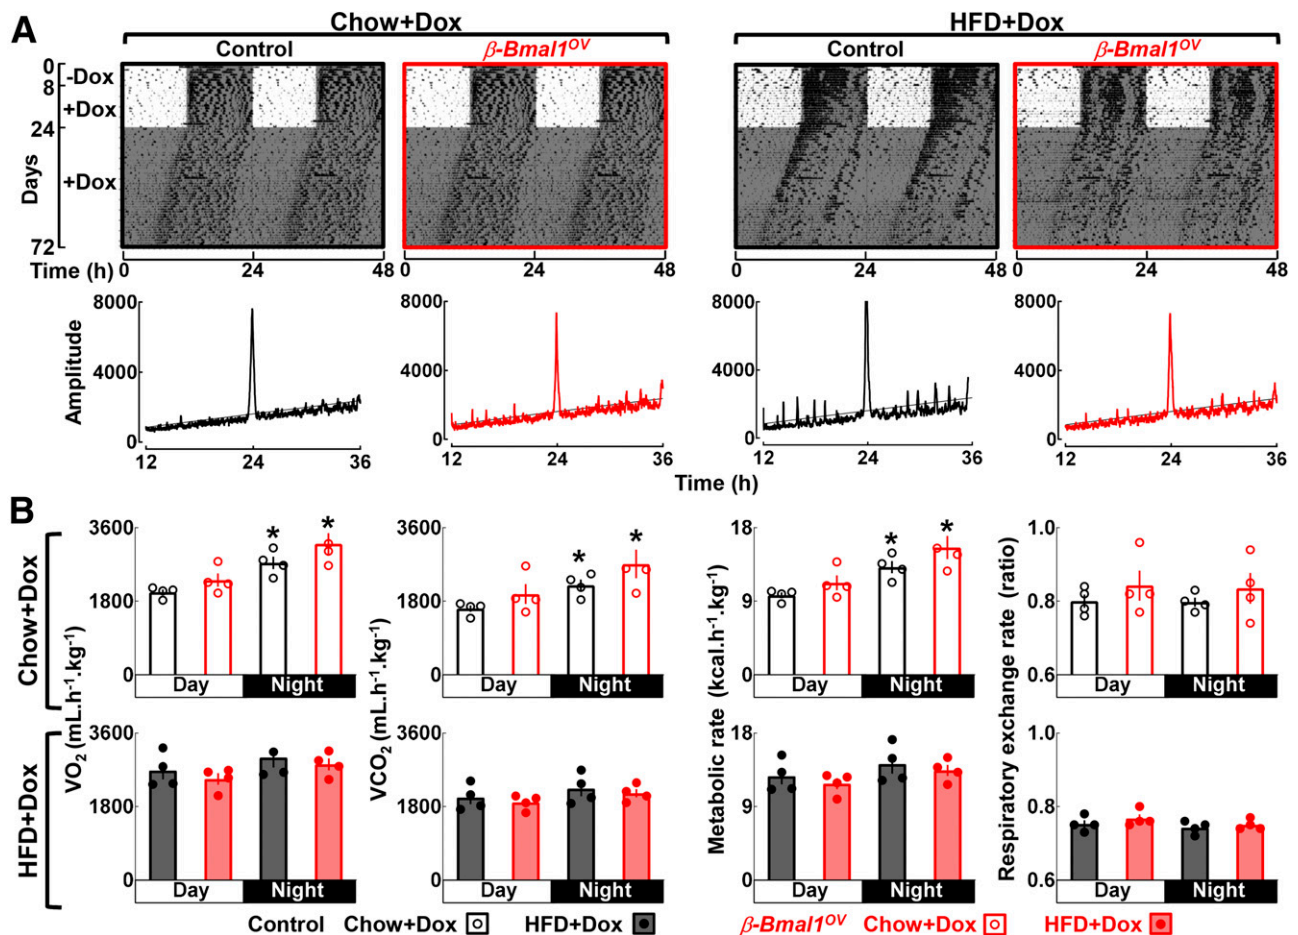 A
Chow+Dox
HFD+Dox
Control
β-Bmal1OV
Control
β-Bmal1OV
0
-Dox
8
+Dox
24
+Dox
72
Days
Time (h)
0 24 48
0 24 48
0 24 48
0 24 48
Amplitude
8000
4000
0
12 24 36
8000
4000
0
12 24 36
8000
4000
0
12 24 36
8000
4000
0
12 24 36
Time (h)
B
Chow+Dox
HFD+Dox
VO2 (mL.h-1.kg-1)
3600
1800
0
* *
Day Night
VCO2 (mL.h-1.kg-1)
3600
1800
0
* *
Day Night
Metabolic rate (kcal.h-1.kg-1)
18
9
0
* *
Day Night
Respiratory exchange rate (ratio)
1.0
0.8
0.6
Day Night
3600
1800
0
Day Night
3600
1800
0
Day Night
18
9
0
Day Night
1.0
0.8
0.6
Day Night
Control Chow+Dox HFD+Dox β-Bmal1OV Chow+Dox HFD+Dox